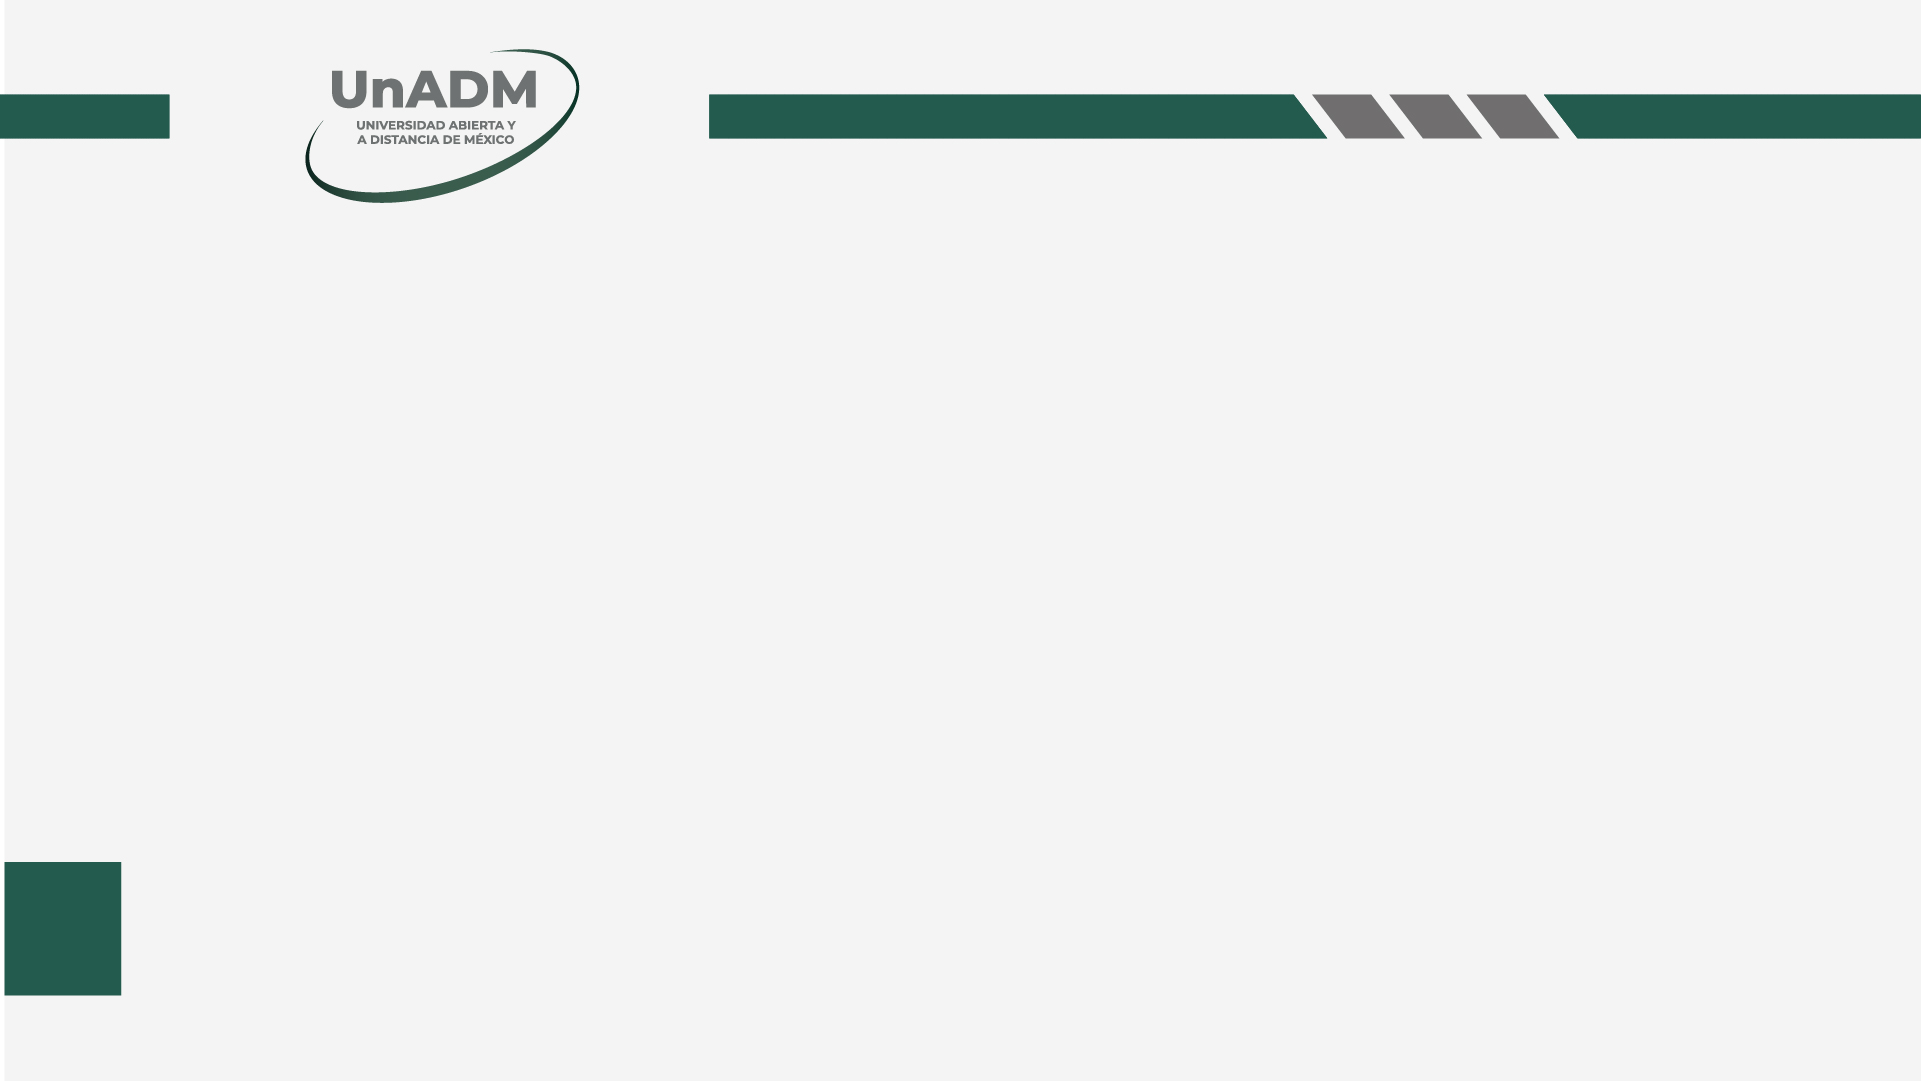 UnADM
UNIVERSIDAD ABIERTA Y
A DISTANCIA DE MÉXICO